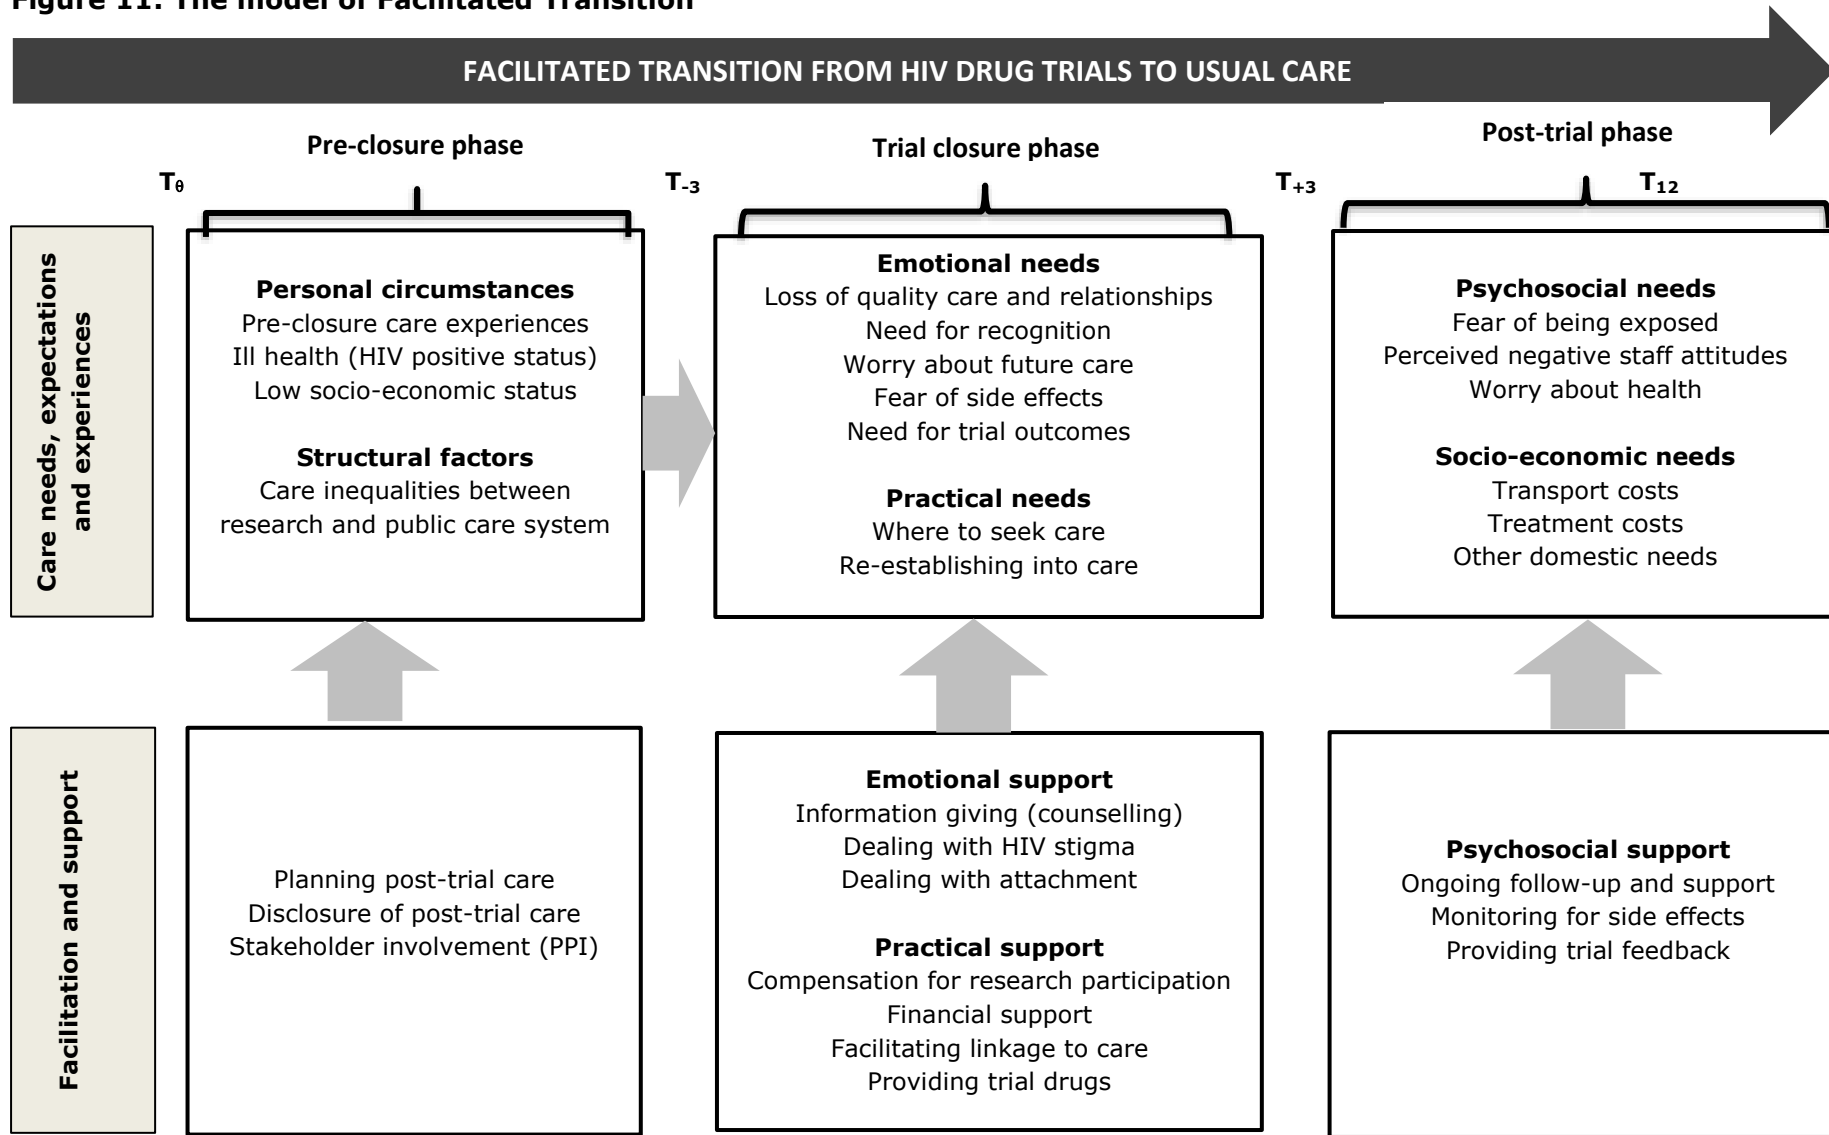 Figure 11: The model of Facilitated Transition
FACILITATED TRANSITION FROM HIV DRUG TRIALS TO USUAL CARE
Pre-closure phase
Trial closure phase
Post-trial phase
Tθ
T-3
T+3
T12
Care needs, expectations
and experiences
Personal circumstances
Pre-closure care experiences
Ill health (HIV positive status)
Low socio-economic status
Structural factors
Care inequalities between
research and public care system
Emotional needs
Loss of quality care and relationships
Need for recognition
Worry about future care
Fear of side effects
Need for trial outcomes
Practical needs
Where to seek care
Re-establishing into care
Psychosocial needs
Fear of being exposed
Perceived negative staff attitudes
Worry about health
Socio-economic needs
Transport costs
Treatment costs
Other domestic needs
Facilitation and support
Planning post-trial care
Disclosure of post-trial care
Stakeholder involvement (PPI)
Emotional support
Information giving (counselling)
Dealing with HIV stigma
Dealing with attachment
Practical support
Compensation for research participation
Financial support
Facilitating linkage to care
Providing trial drugs
Psychosocial support
Ongoing follow-up and support
Monitoring for side effects
Providing trial feedback